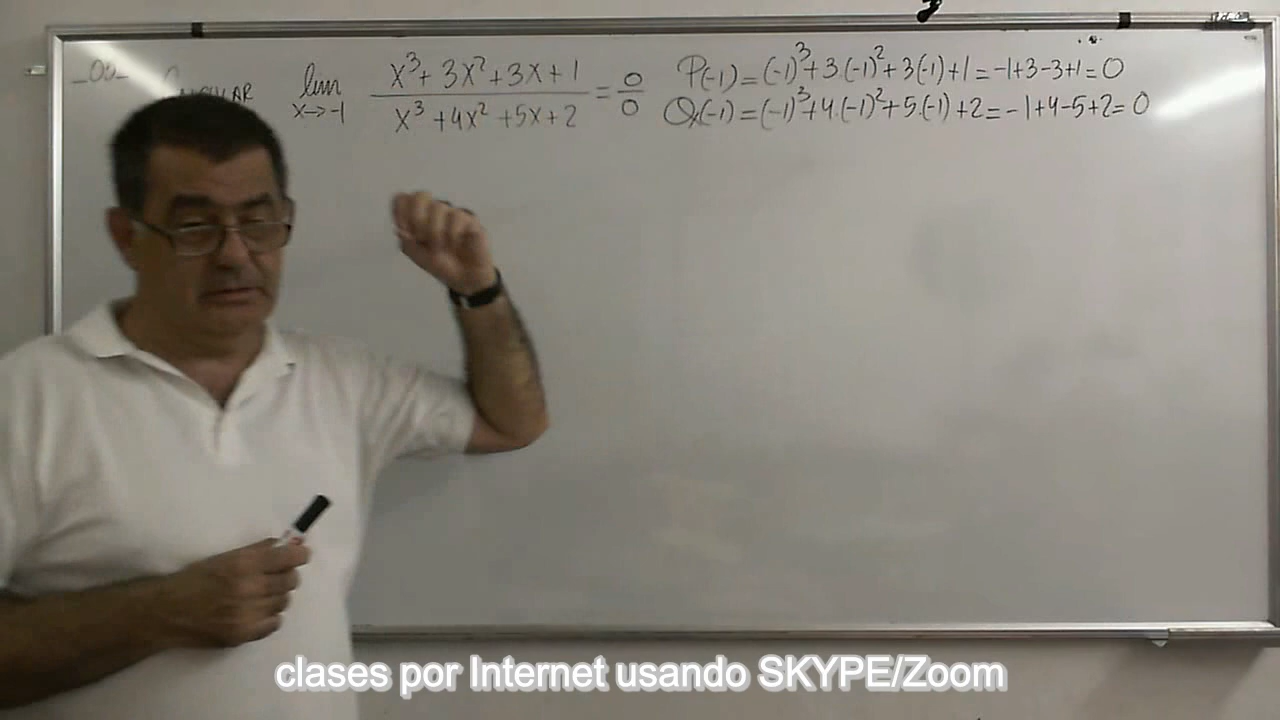 lim x→-1 (x³+3x²+3x+1)/(x³+4x²+5x+2) = 0/0
P(-1)=(-1)³+3·(-1)²+3(-1)+1=-1+3-3+1=0
Q(-1)=(-1)³+4·(-1)²+5·(-1)+2=-1+4-5+2=0
clases por Internet usando SKYPE/Zoom